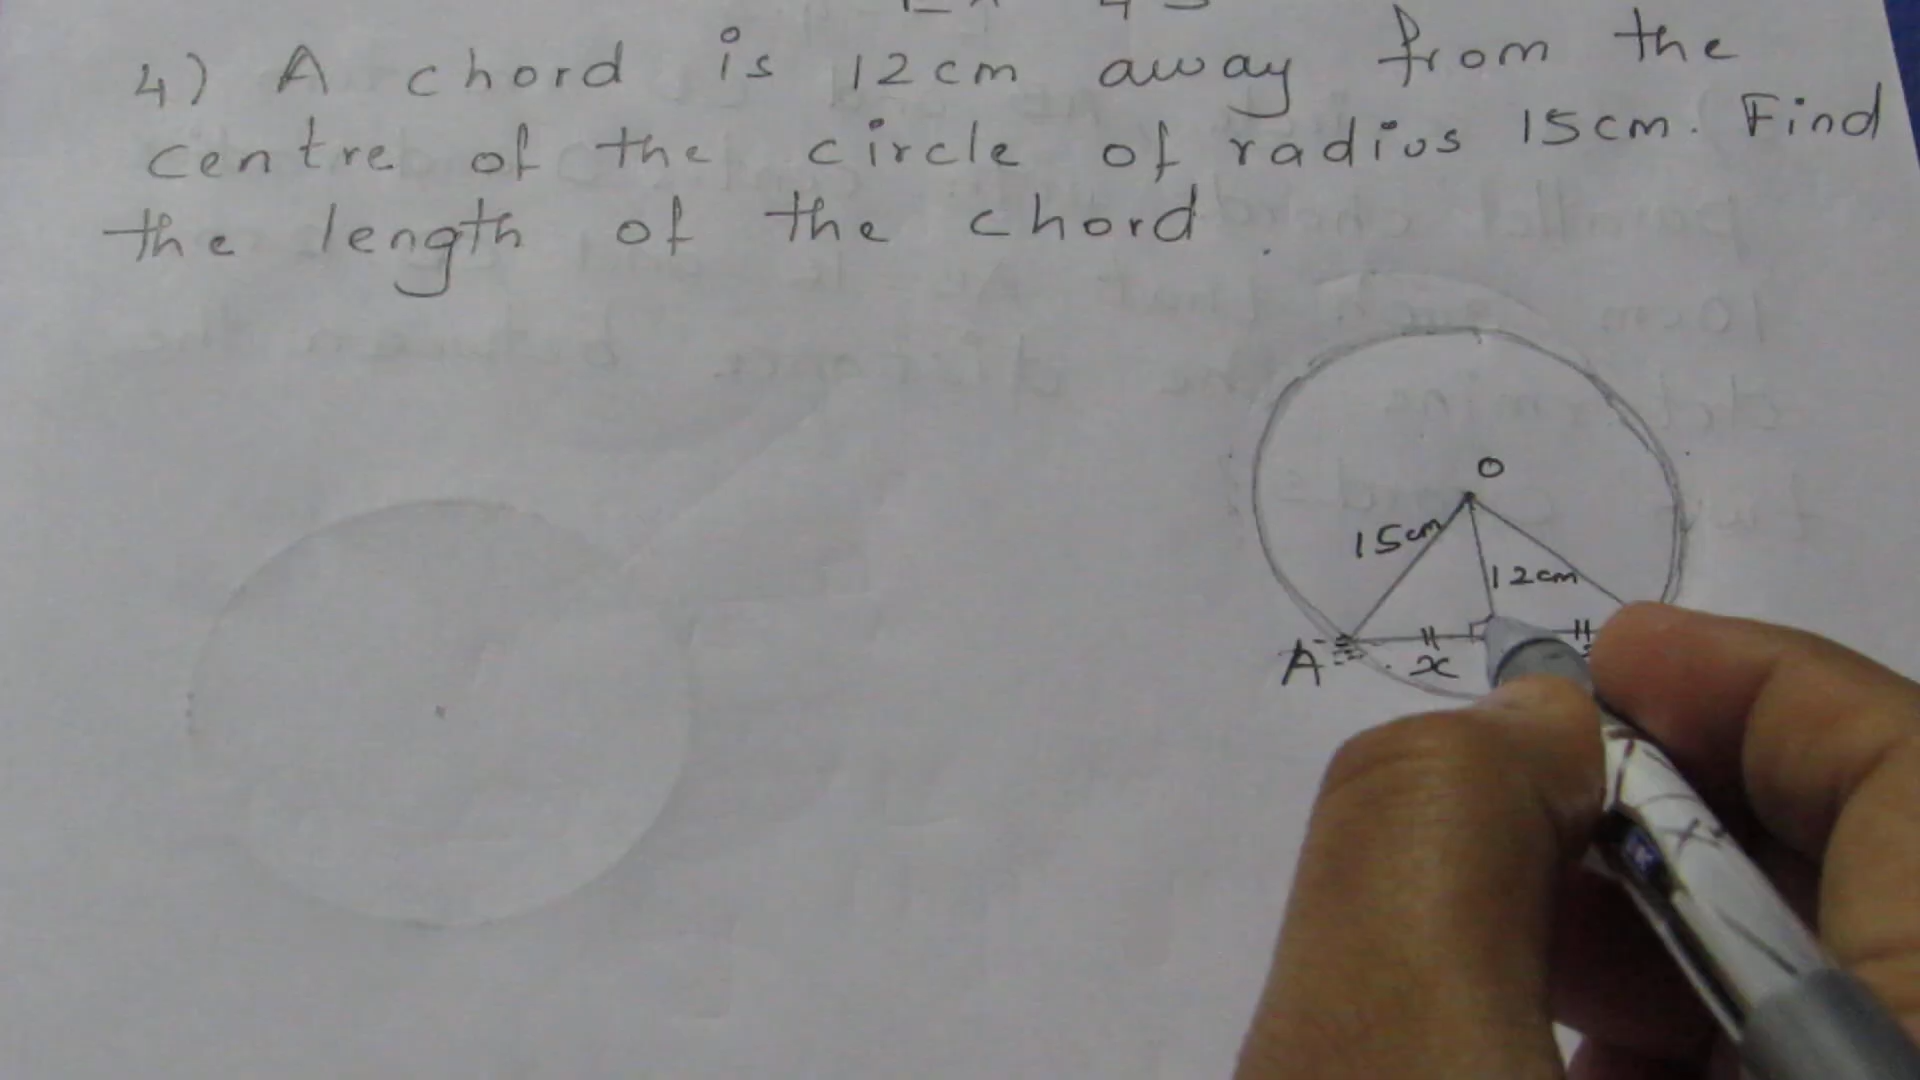 4) A chord is 12cm away from the
centre of the circle of radius 15cm. Find
the length of the chord.
O
15cm
12cm
A
x